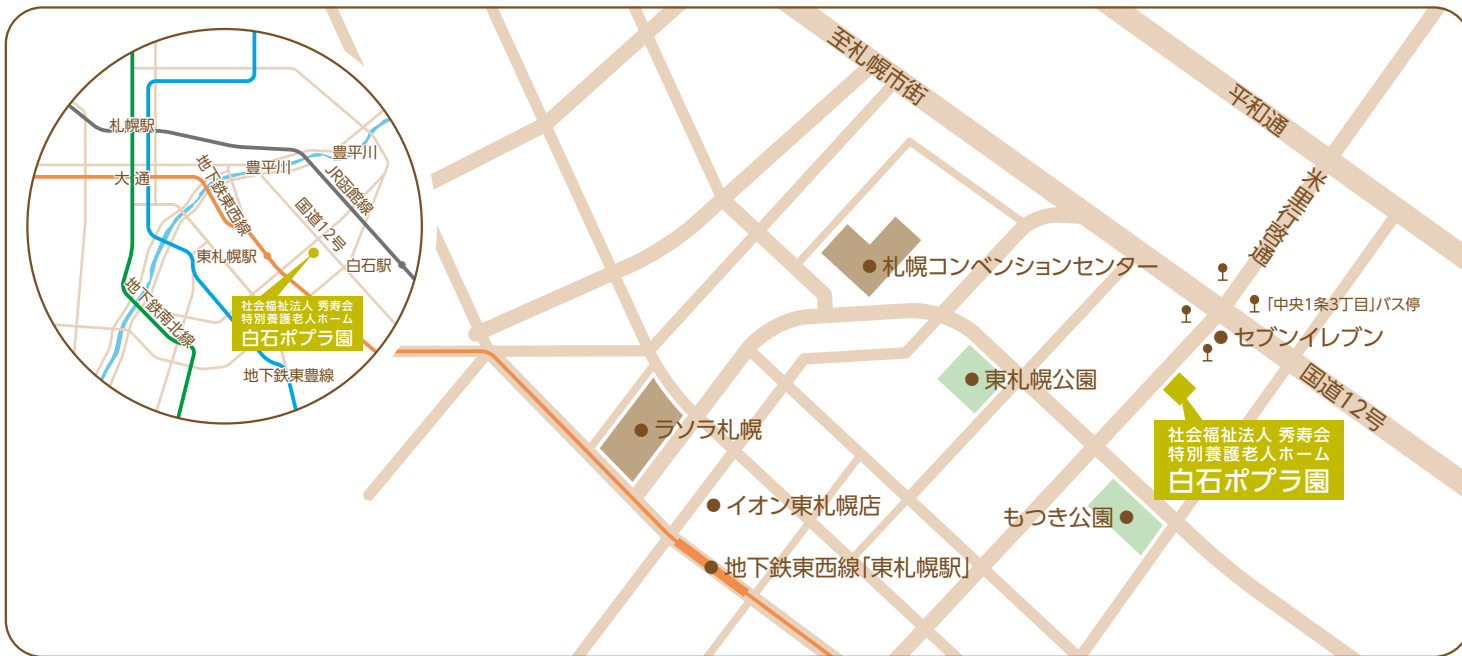 札幌駅
大通
地下鉄東西線
豊平川
豊平川
JR函館線
国道12号
東札幌駅
白石駅
地下鉄南北線
社会福祉法人 秀寿会
特別養護老人ホーム
白石ポプラ園
地下鉄東豊線
至札幌市街
平和通
米里行啓通
札幌コンベンションセンター
「中央1条3丁目」バス停
セブンイレブン
国道12号
東札幌公園
ラソラ札幌
社会福祉法人 秀寿会
特別養護老人ホーム
白石ポプラ園
イオン東札幌店
もつき公園
地下鉄東西線「東札幌駅」